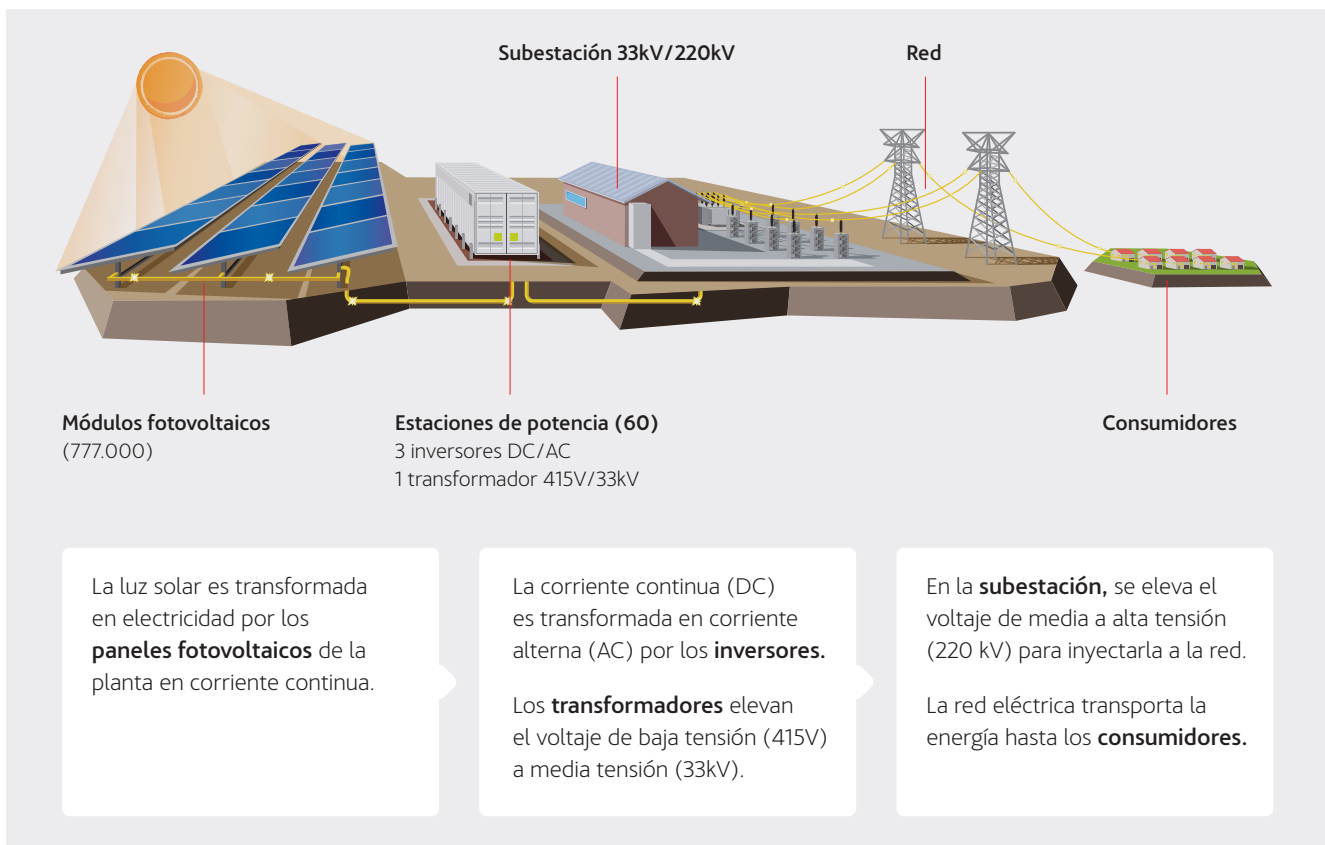 Subestación 33kV/220kV
Red
Módulos fotovoltaicos
(777.000)
Estaciones de potencia (60)
3 inversores DC/AC
1 transformador 415V/33kV
Consumidores
La luz solar es transformada
en electricidad por los
paneles fotovoltaicos de la
planta en corriente continua.
La corriente continua (DC)
es transformada en corriente
alterna (AC) por los inversores.
Los transformadores elevan
el voltaje de baja tensión (415V)
a media tensión (33kV).
En la subestación, se eleva el
voltaje de media a alta tensión
(220 kV) para inyectarla a la red.
La red eléctrica transporta la
energía hasta los consumidores.